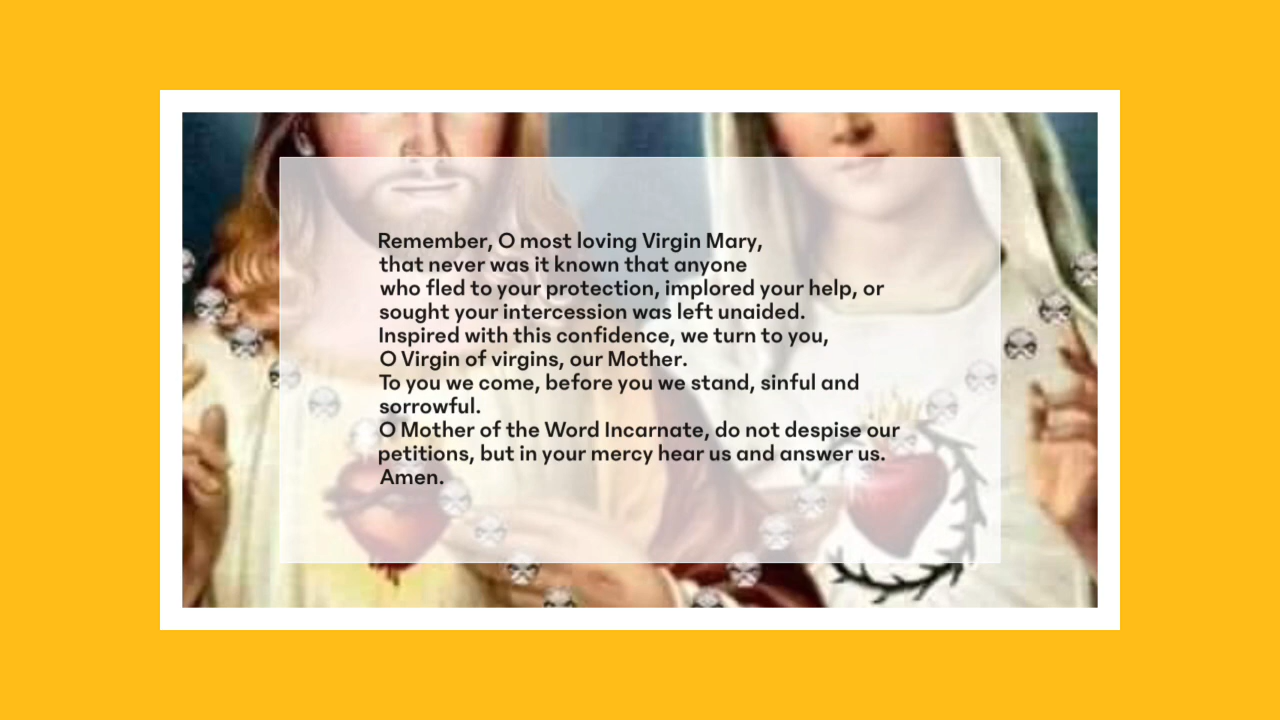 Remember, O most loving Virgin Mary,
that never was it known that anyone
who fled to your protection, implored your help, or
sought your intercession was left unaided.
Inspired with this confidence, we turn to you,
O Virgin of virgins, our Mother.
To you we come, before you we stand, sinful and
sorrowful.
O Mother of the Word Incarnate, do not despise our
petitions, but in your mercy hear us and answer us.
Amen.